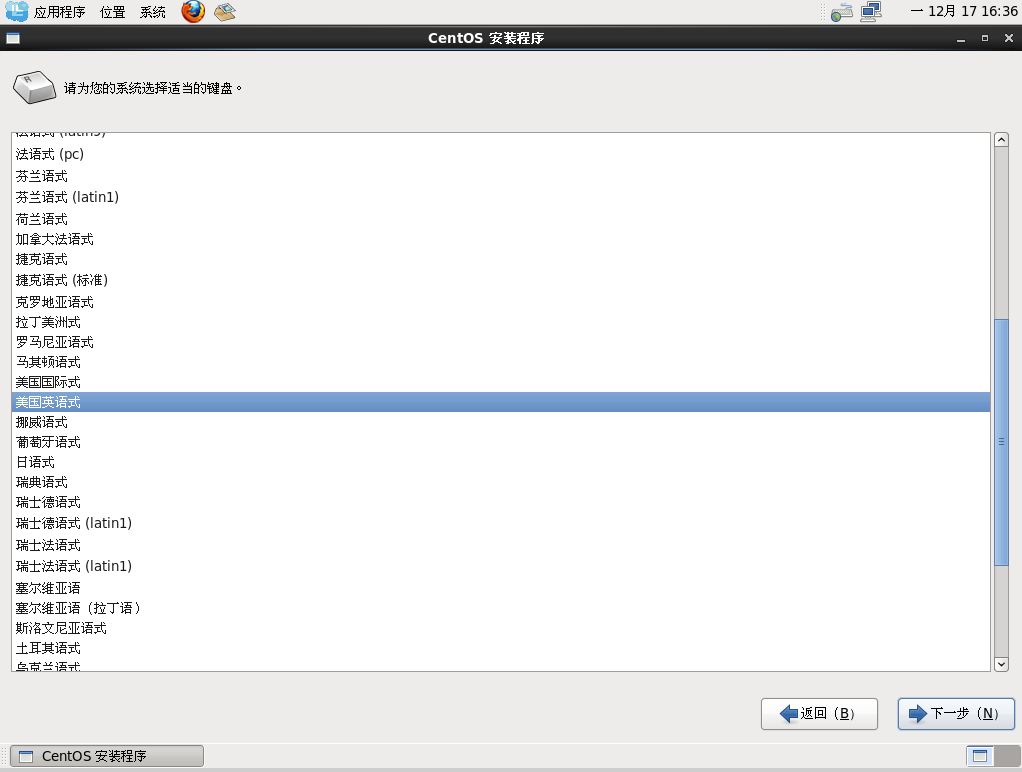 应用程序 位置 系统 一 12月 17 16:36
CentOS 安装程序
请为您的系统选择适当的键盘。
法语式 (latin9)
法语式 (pc)
芬兰语式
芬兰语式 (latin1)
荷兰语式
加拿大法语式
捷克语式
捷克语式 (标准)
克罗地亚语式
拉丁美洲式
罗马尼亚语式
马其顿语式
美国国际式
美国英语式
挪威语式
葡萄牙语式
日语式
瑞典语式
瑞士德语式
瑞士德语式 (latin1)
瑞士法语式
瑞士法语式 (latin1)
塞尔维亚语
塞尔维亚语（拉丁语）
斯洛文尼亚语式
土耳其语式
乌克兰语式
返回（B） 下一步（N）
CentOS 安装程序